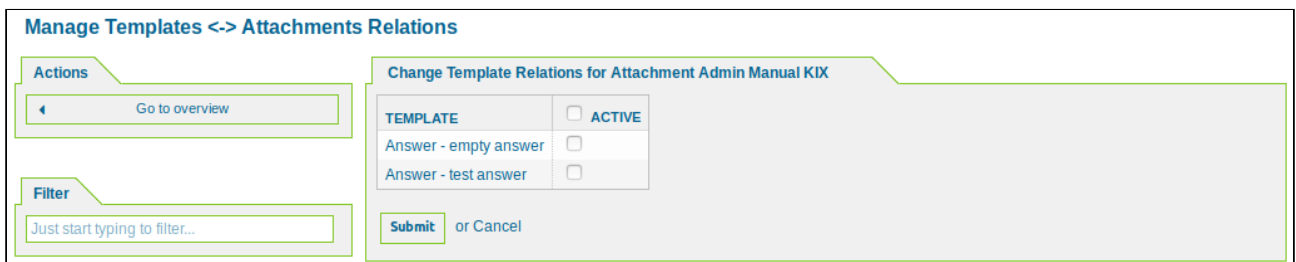 Manage Templates <-> Attachments Relations
Actions
Go to overview
Filter
Just start typing to filter...
Change Template Relations for Attachment Admin Manual KIX
TEMPLATE ACTIVE
Answer - empty answer
Answer - test answer
Submit or Cancel